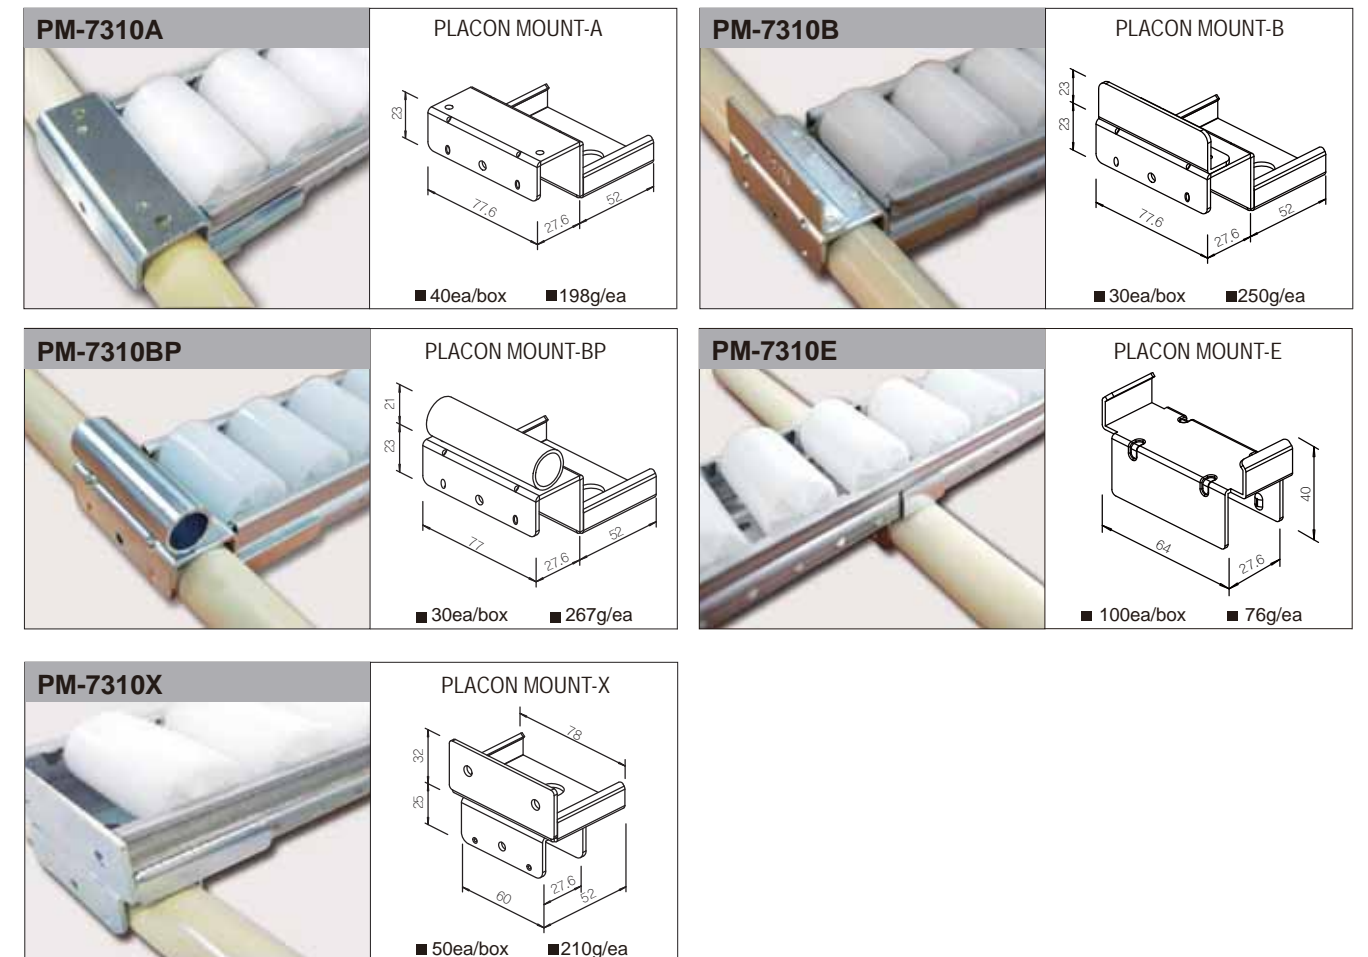 PM-7310A
PLACON MOUNT-A
23
77.6
27.6
52
■ 40ea/box ■198g/ea
PM-7310B
PLACON MOUNT-B
23
23
77.6
27.6
52
■ 30ea/box ■250g/ea
PM-7310BP
PLACON MOUNT-BP
21
23
77
27.6
52
■ 30ea/box ■ 267g/ea
PM-7310E
PLACON MOUNT-E
40
64
27.6
■ 100ea/box ■ 76g/ea
PM-7310X
PLACON MOUNT-X
78
32
25
60
27.6
52
■ 50ea/box ■210g/ea